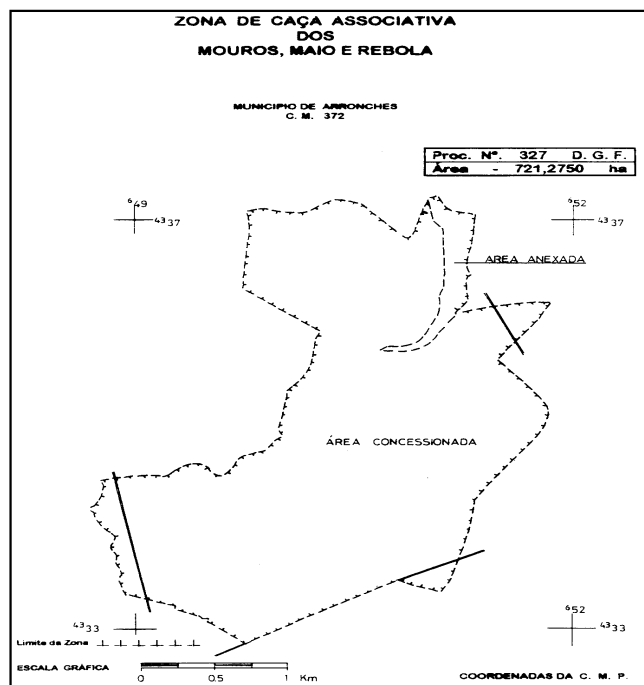 ZONA DE CAÇA ASSOCIATIVA
DOS
MOUROS, MAIO E REBOLA
MUNICIPIO DE ARRONCHES
C. M. 372
Proc. Nº. 327 D. G. F.
Área - 721,2750 ha
649
4337
652
4337
AREA ANEXADA
ÁREA CONCESSIONADA
4333
652
4333
Limite da Zona
ESCALA GRÁFICA
0 0.5 1 Km
COORDENADAS DA C. M. P.